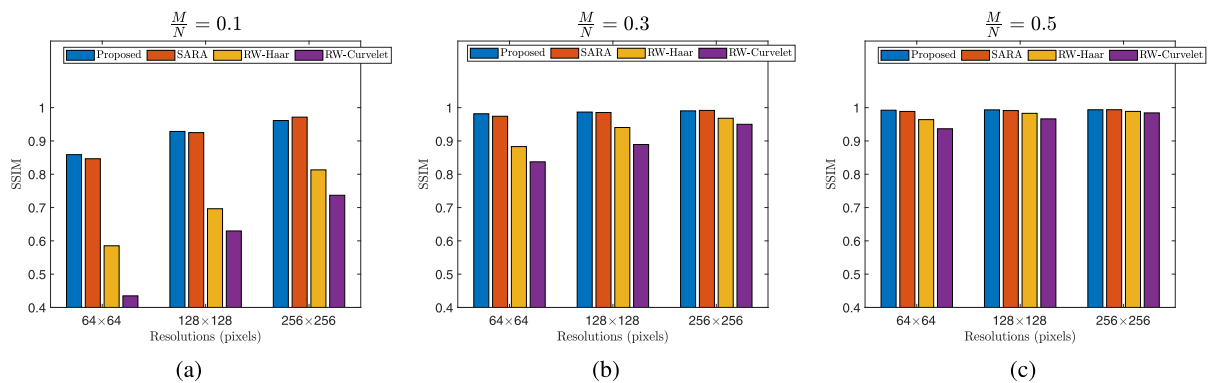 M/N = 0.1
Proposed SARA RW-Haar RW-Curvelet
1
0.9
0.8
0.7
0.6
0.5
0.4
SSIM
64×64 128×128 256×256
Resolutions (pixels)
(a)
M/N = 0.3
Proposed SARA RW-Haar RW-Curvelet
1
0.9
0.8
0.7
0.6
0.5
0.4
SSIM
64×64 128×128 256×256
Resolutions (pixels)
(b)
M/N = 0.5
Proposed SARA RW-Haar RW-Curvelet
1
0.9
0.8
0.7
0.6
0.5
0.4
SSIM
64×64 128×128 256×256
Resolutions (pixels)
(c)